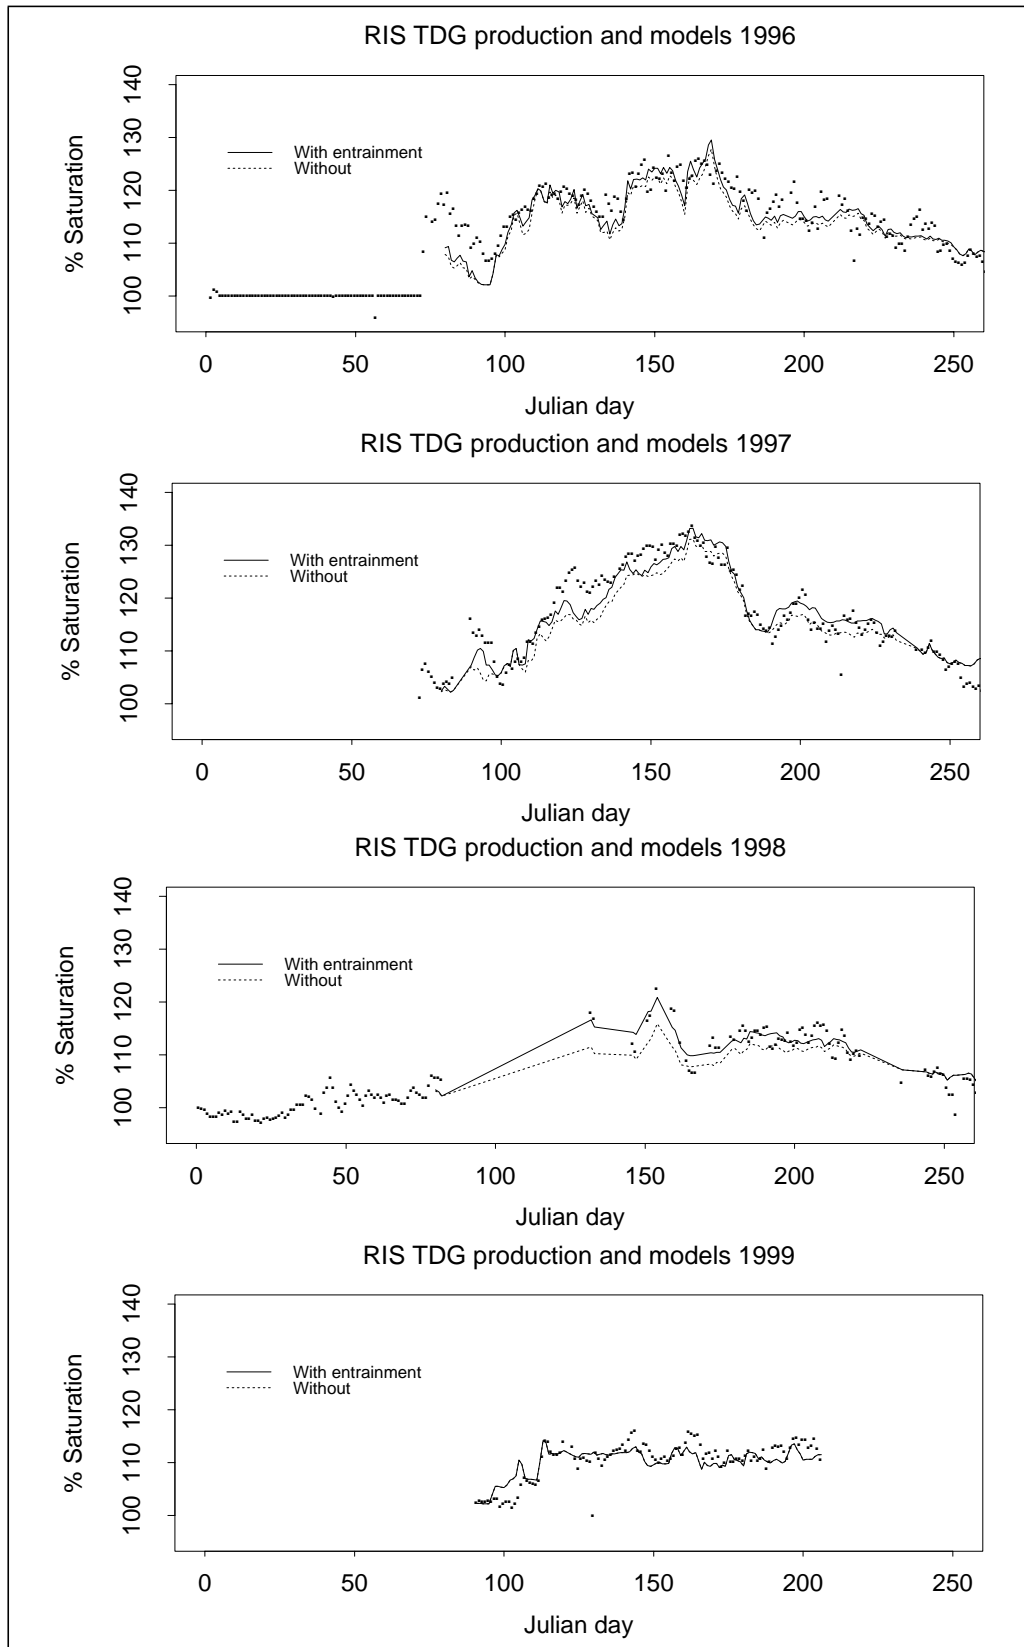 RIS TDG production and models 1996
% Saturation
100 110 120 130 140
With entrainment
Without
0 50 100 150 200 250
Julian day
RIS TDG production and models 1997
% Saturation
100 110 120 130 140
With entrainment
Without
0 50 100 150 200 250
Julian day
RIS TDG production and models 1998
% Saturation
100 110 120 130 140
With entrainment
Without
0 50 100 150 200 250
Julian day
RIS TDG production and models 1999
% Saturation
100 110 120 130 140
With entrainment
Without
0 50 100 150 200 250
Julian day